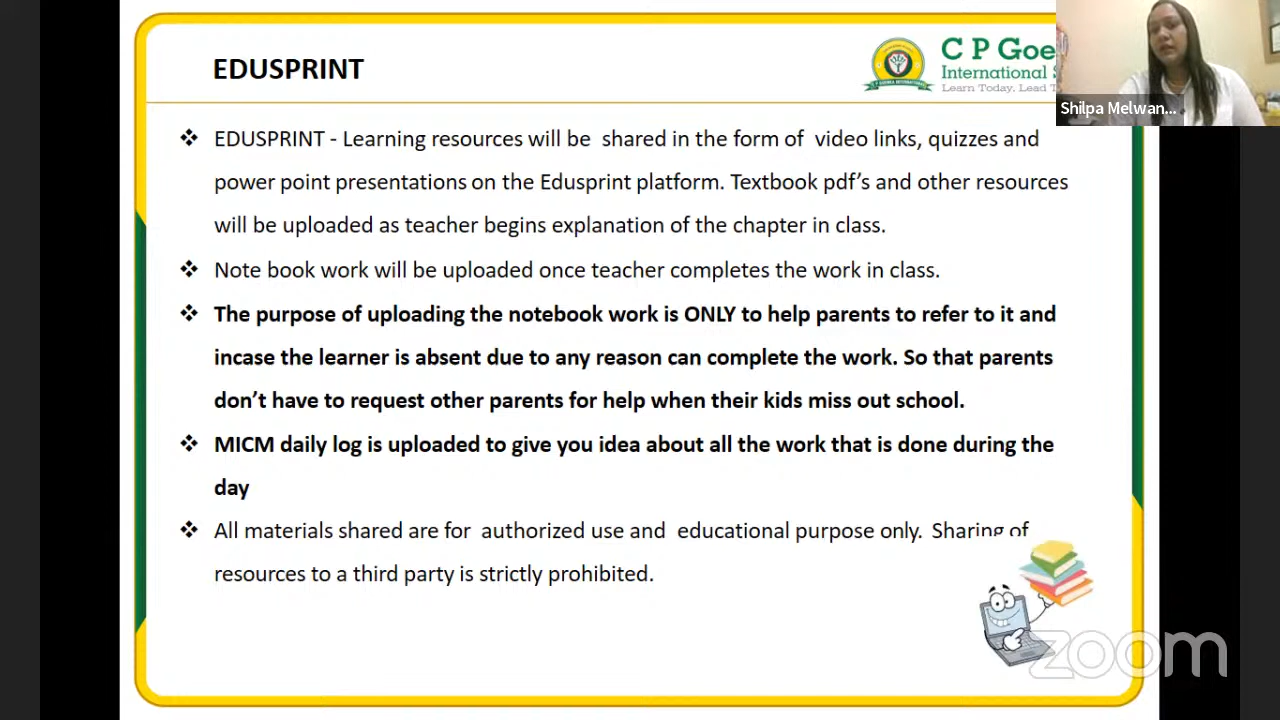 EDUSPRINT
C P Goe
International S
Learn Today, Lead T
Shilpa Melwan...
❖ EDUSPRINT - Learning resources will be shared in the form of video links, quizzes and
power point presentations on the Edusprint platform. Textbook pdf's and other resources
will be uploaded as teacher begins explanation of the chapter in class.
❖ Note book work will be uploaded once teacher completes the work in class.
❖ The purpose of uploading the notebook work is ONLY to help parents to refer to it and
incase the learner is absent due to any reason can complete the work. So that parents
don't have to request other parents for help when their kids miss out school.
❖ MICM daily log is uploaded to give you idea about all the work that is done during the
day
❖ All materials shared are for authorized use and educational purpose only. Sharing of
resources to a third party is strictly prohibited.
zoom